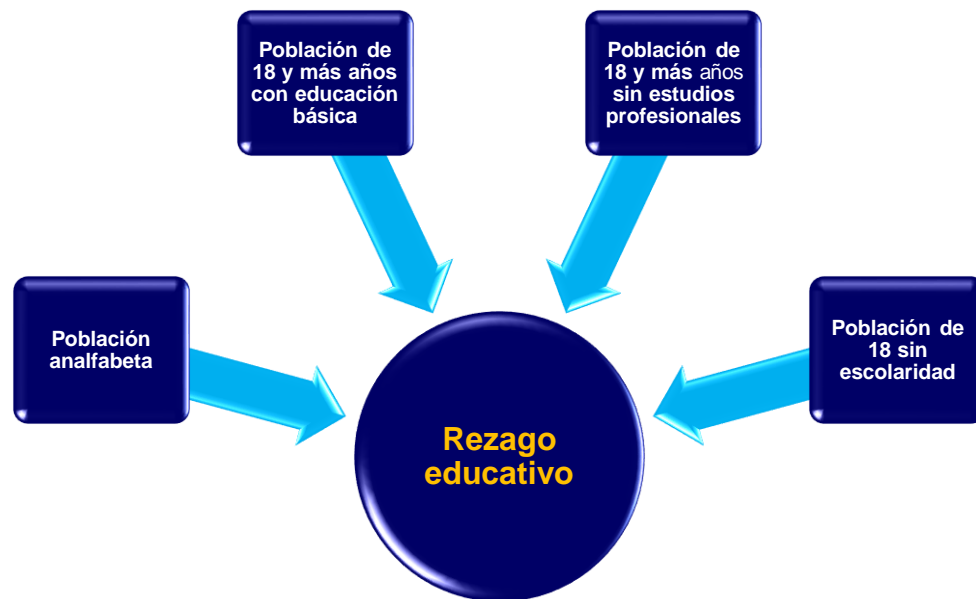 Población de
18 y más años
con educación
básica
Población de
18 y más años
sin estudios
profesionales
Población
analfabeta
Población de
18 sin
escolaridad
Rezago
educativo